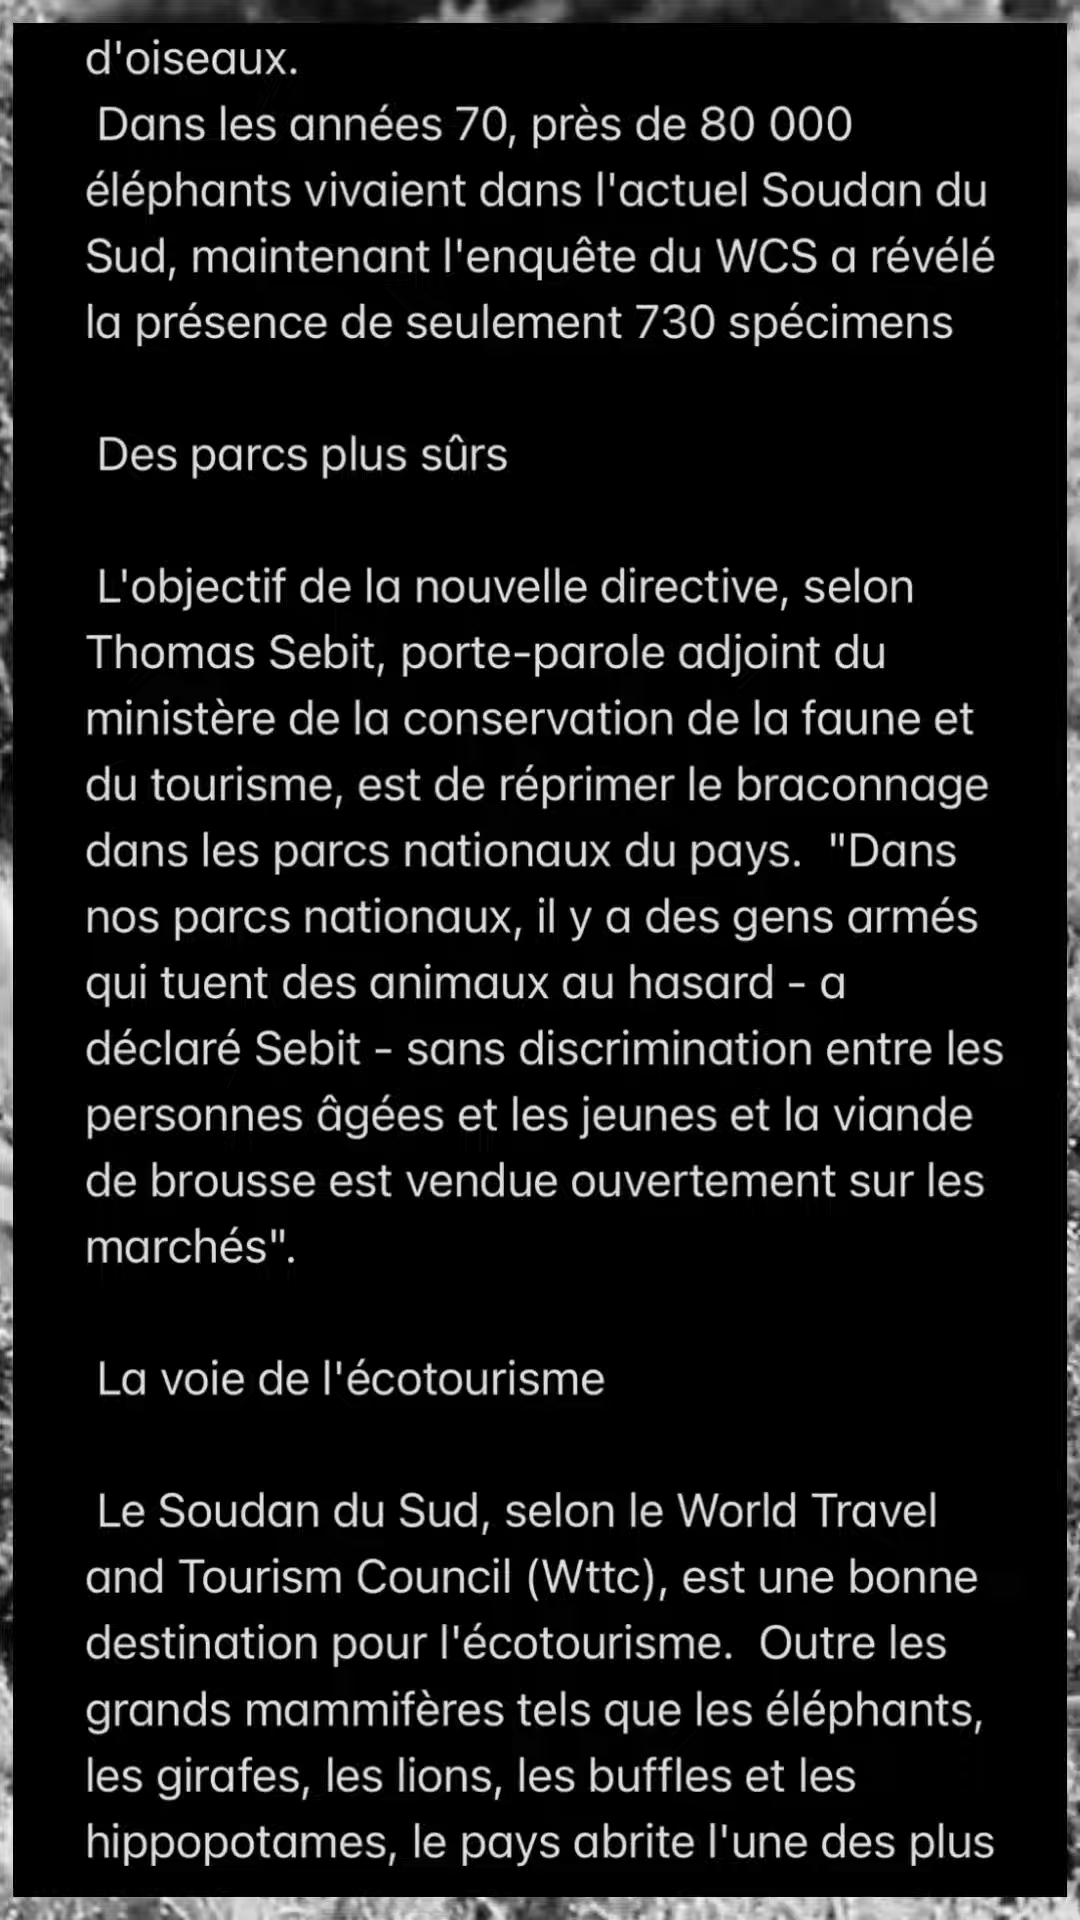 d'oiseaux.
Dans les années 70, près de 80 000
éléphants vivaient dans l'actuel Soudan du
Sud, maintenant l'enquête du WCS a révélé
la présence de seulement 730 spécimens
Des parcs plus sûrs
L'objectif de la nouvelle directive, selon
Thomas Sebit, porte-parole adjoint du
ministère de la conservation de la faune et
du tourisme, est de réprimer le braconnage
dans les parcs nationaux du pays.  "Dans
nos parcs nationaux, il y a des gens armés
qui tuent des animaux au hasard - a
déclaré Sebit - sans discrimination entre les
personnes âgées et les jeunes et la viande
de brousse est vendue ouvertement sur les
marchés".
La voie de l'écotourisme
Le Soudan du Sud, selon le World Travel
and Tourism Council (Wttc), est une bonne
destination pour l'écotourisme.  Outre les
grands mammifères tels que les éléphants,
les girafes, les lions, les buffles et les
hippopotames, le pays abrite l'une des plus